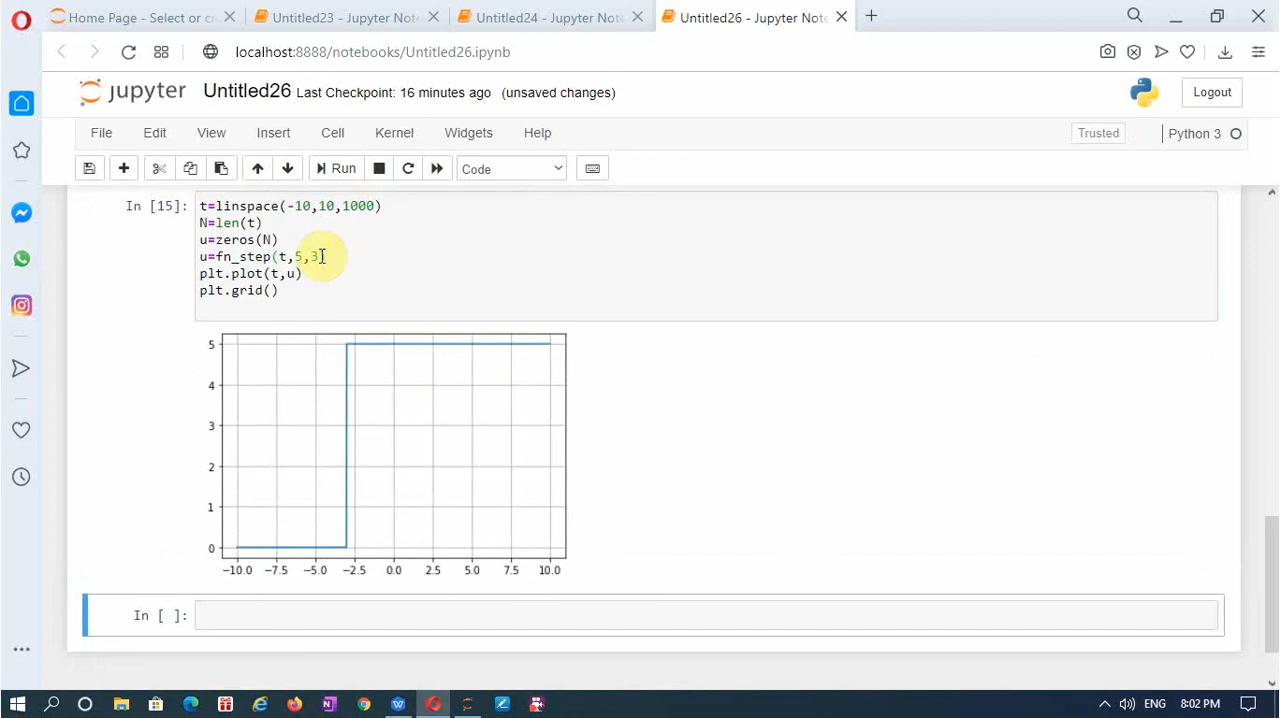 Home Page - Select or cr
Untitled23 - Jupyter Not
Untitled24 - Jupyter Not
Untitled26 - Jupyter Not
localhost:8888/notebooks/Untitled26.ipynb
jupyter Untitled26 Last Checkpoint: 16 minutes ago (unsaved changes)
Logout
File Edit View Insert Cell Kernel Widgets Help
Trusted
Python 3
Run
Code
In [15]:
t=linspace(-10,10,1000)
N=len(t)
u=zeros(N)
u=fn_step(t,5,3)
plt.plot(t,u)
plt.grid()
5
4
3
2
1
0
-10.0 -7.5 -5.0 -2.5 0.0 2.5 5.0 7.5 10.0
In [ ]:
ENG 8:02 PM